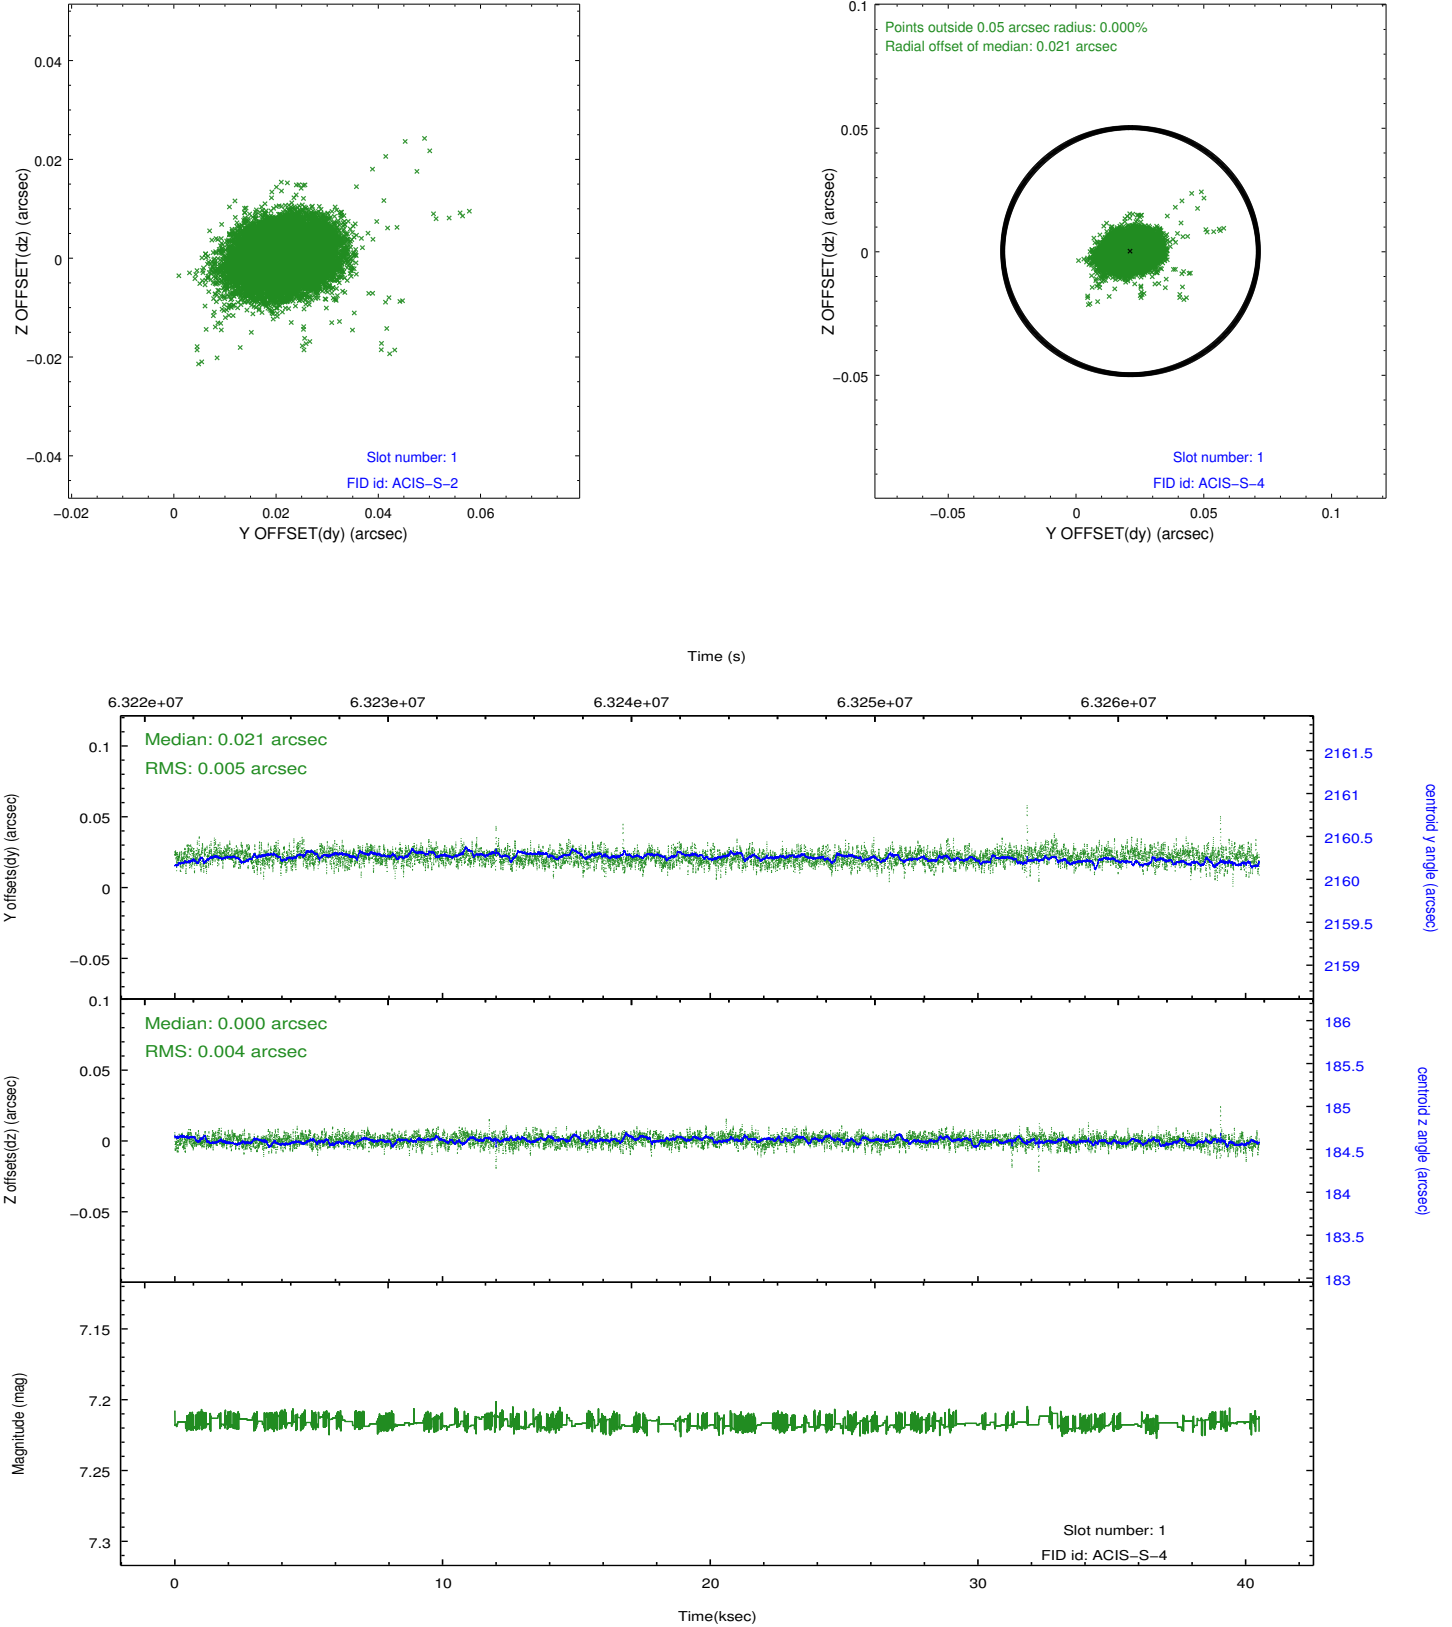 0.04
0.02
0
−0.02
−0.04
Z OFFSET(dz) (arcsec)
Slot number: 1
FID id: ACIS−S−2
−0.02
0
0.02
0.04
0.06
Y OFFSET(dy) (arcsec)
0.1
0.05
0
−0.05
Z OFFSET(dz) (arcsec)
Points outside 0.05 arcsec radius: 0.000%
Radial offset of median: 0.021 arcsec
Slot number: 1
FID id: ACIS−S−4
−0.05
0
0.05
0.1
Y OFFSET(dy) (arcsec)
Time (s)
6.322e+07
6.323e+07
6.324e+07
6.325e+07
6.326e+07
Median: 0.021 arcsec
RMS: 0.005 arcsec
0.1
0.05
0
−0.05
Y offsets(dy) (arcsec)
2161.5
2161
2160.5
2160
2159.5
2159
centroid y angle (arcsec)
Median: 0.000 arcsec
RMS: 0.004 arcsec
0.1
0.05
0
−0.05
Z offsets(dz) (arcsec)
186
185.5
185
184.5
184
183.5
183
centroid z angle (arcsec)
7.15
7.2
7.25
7.3
Magnitude (mag)
Slot number: 1
FID id: ACIS−S−4
0
10
20
30
40
Time(ksec)